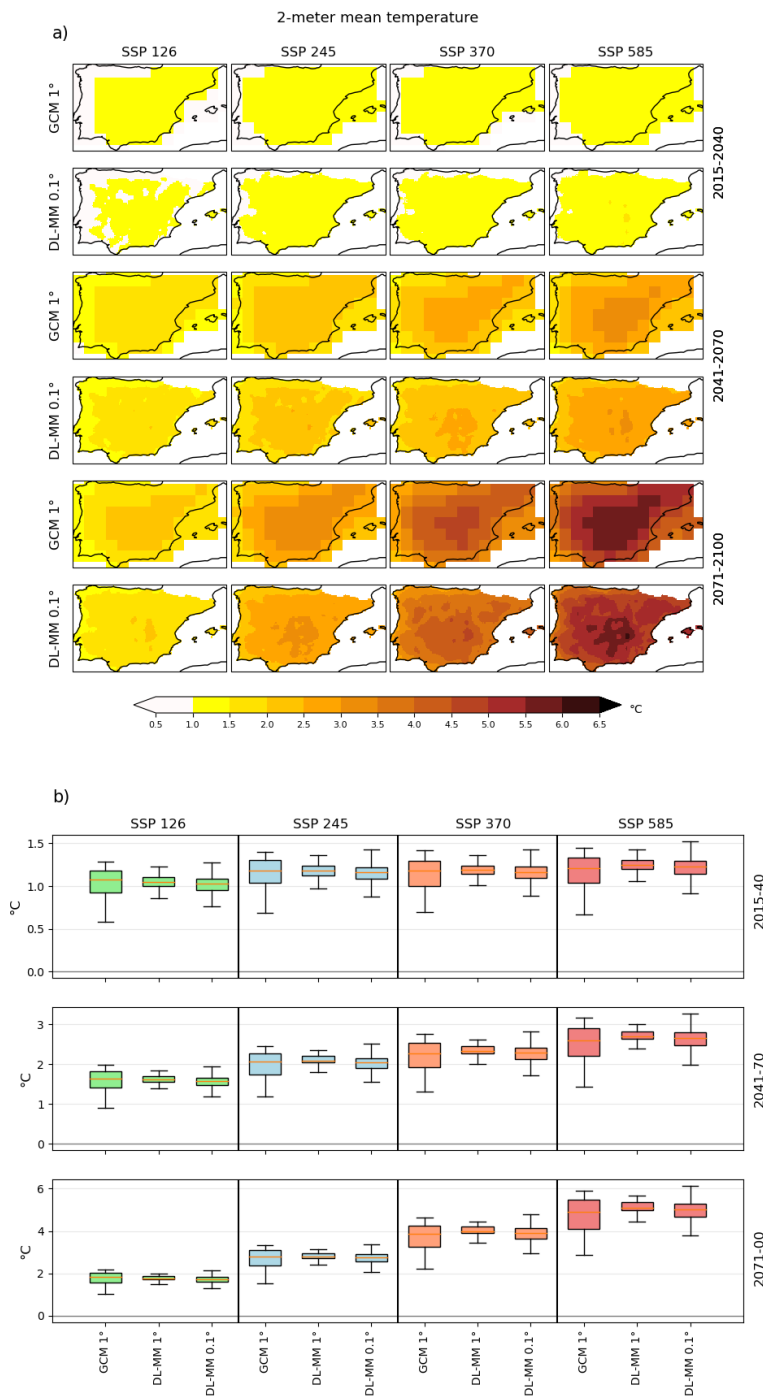 2-meter mean temperature
a)
SSP 126 SSP 245 SSP 370 SSP 585
GCM 1°
DL-MM 0.1°
2015-2040
GCM 1°
DL-MM 0.1°
2041-2070
GCM 1°
DL-MM 0.1°
2071-2100
0.5 1.0 1.5 2.0 2.5 3.0 3.5 4.0 4.5 5.0 5.5 6.0 6.5
°C
b)
SSP 126 SSP 245 SSP 370 SSP 585
1.5
1.0
0.5
0.0
°C
2015-40
3
2
1
0
°C
2041-70
6
4
2
0
°C
2071-00
GCM 1° DL-MM 1° DL-MM 0.1° GCM 1° DL-MM 1° DL-MM 0.1° GCM 1° DL-MM 1° DL-MM 0.1° GCM 1° DL-MM 1° DL-MM 0.1°